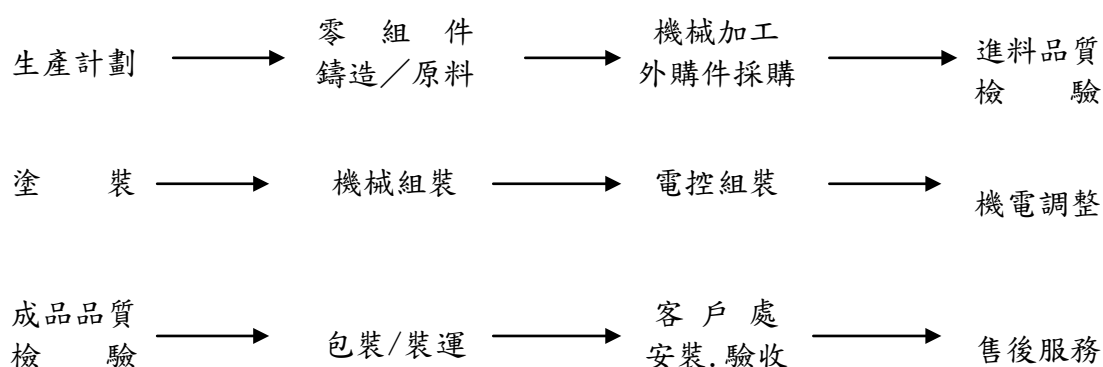 生產計劃
零組件
鑄造／原料
機械加工
外購件採購
進料品質
檢驗
塗裝
機械組裝
電控組裝
機電調整
成品品質
檢驗
包裝/裝運
客戶處
安裝.驗收
售後服務